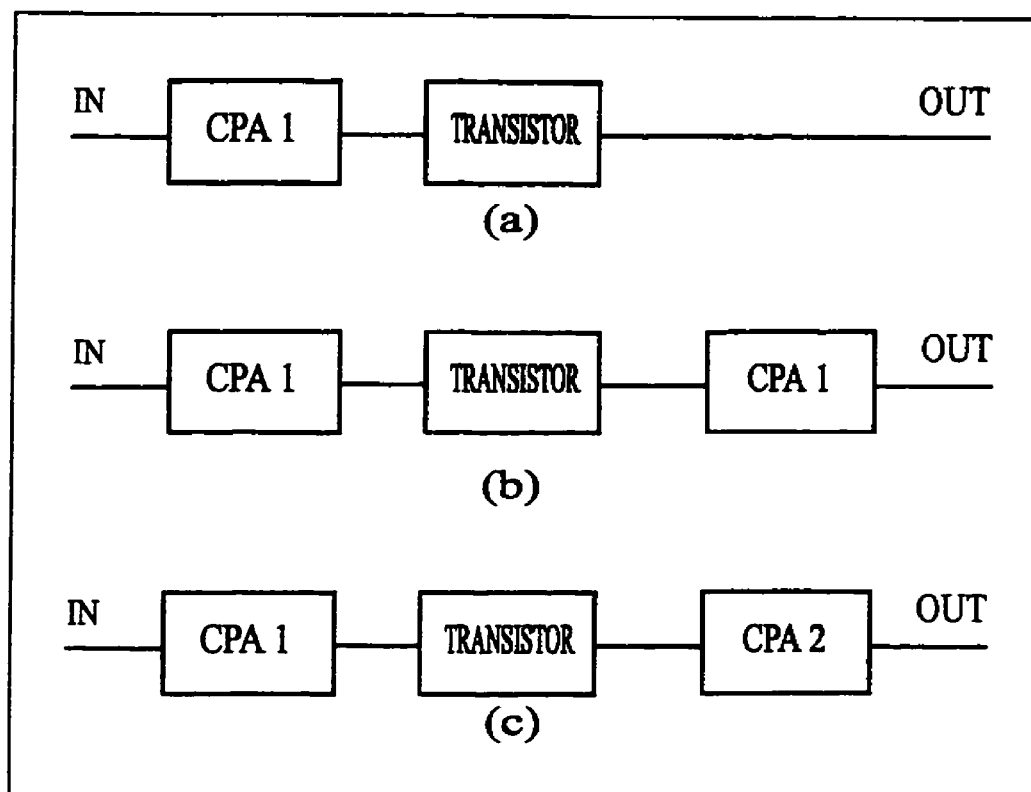 IN CPA 1 TRANSISTOR OUT
(a)
IN CPA 1 TRANSISTOR CPA 1 OUT
(b)
IN CPA 1 TRANSISTOR CPA 2 OUT
(c)